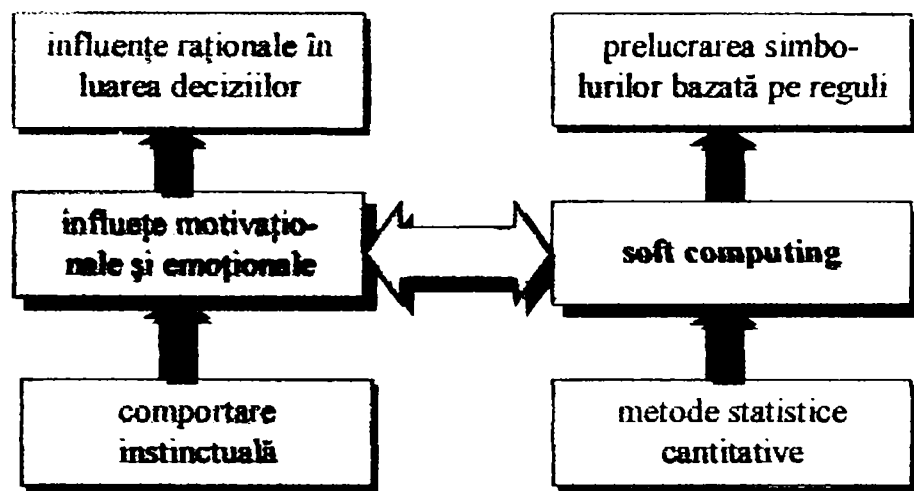 influențe raționale în
luarea deciziilor
prelucrarea simbo-
lurilor bazată pe reguli
influețe motivațio-
nale și emoționale
soft computing
comportare
instinctuală
metode statistice
cantitative